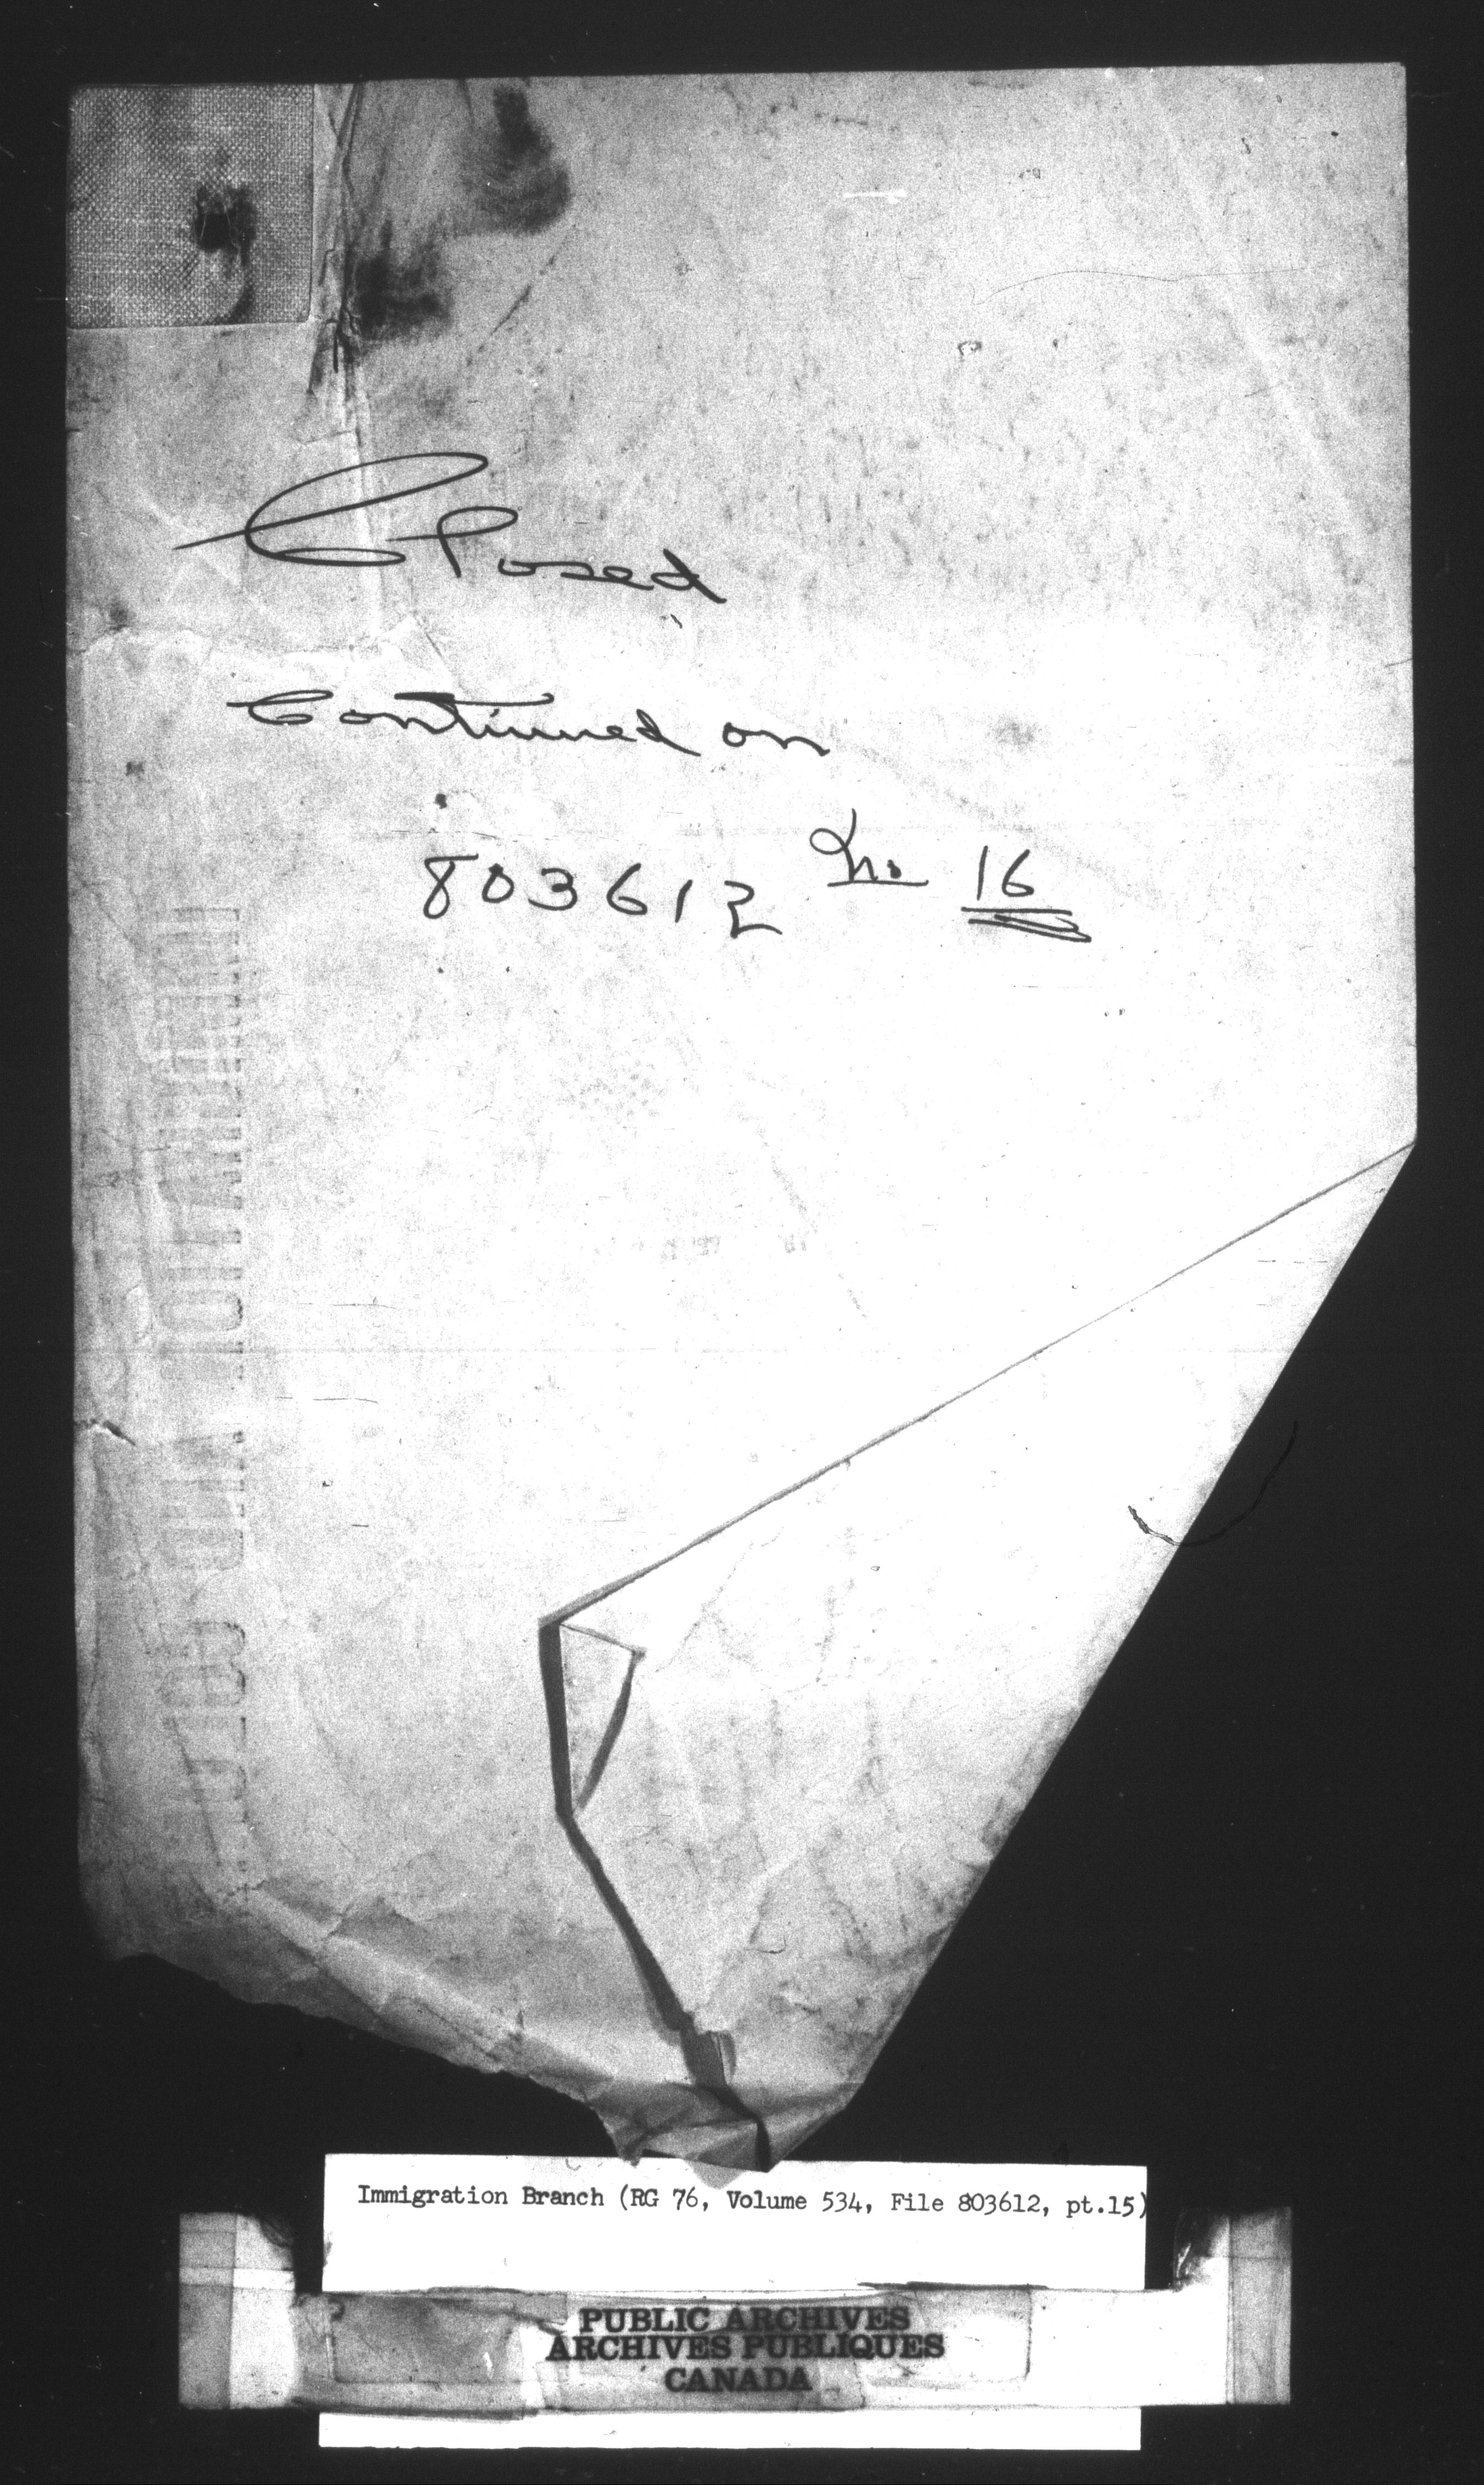 Closed
Continued on
803612 No 16
Immigration Branch (RG 76, Volume 534, File 803612, pt.15)
PUBLIC ARCHIVES
ARCHIVES PUBLIQUES
CANADA